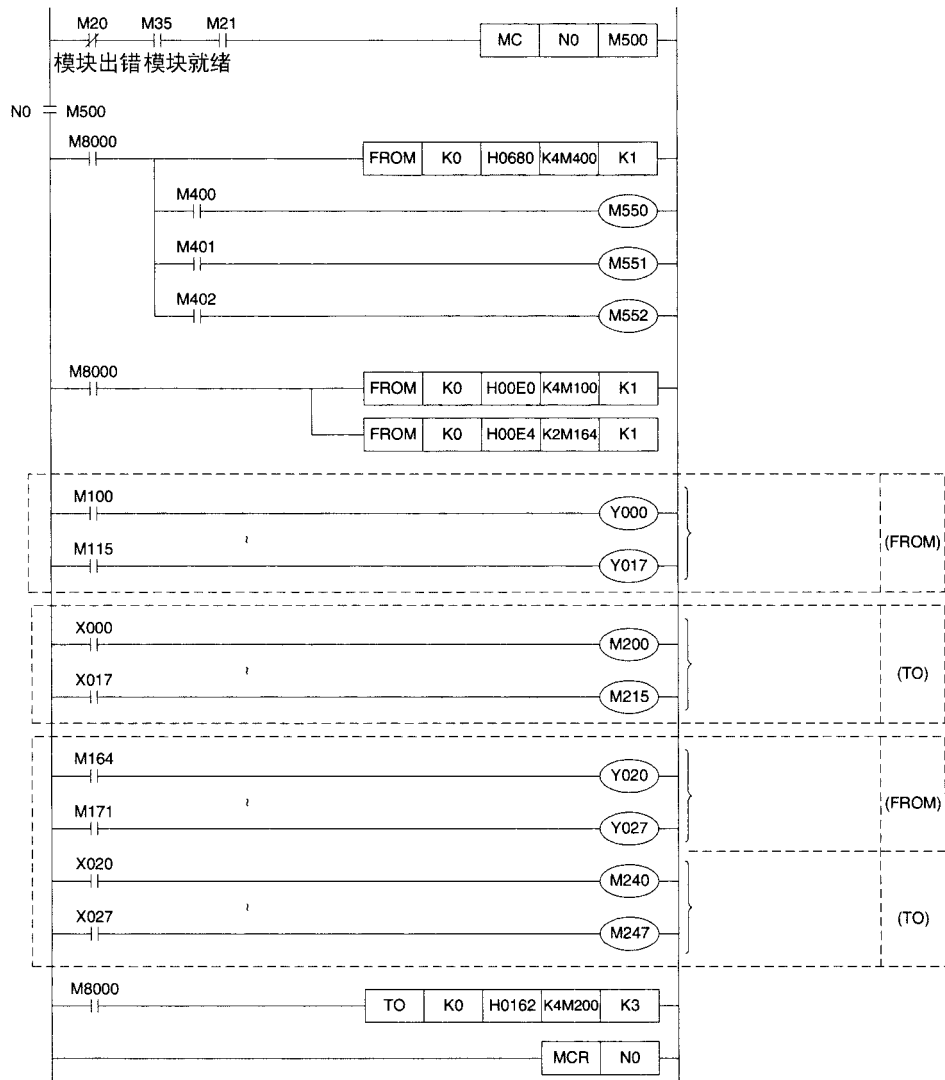 M20 M35 M21
MC N0 M500
模块出错 模块就绪
N0 M500
M8000
FROM K0 H0680 K4M400 K1
M400
M550
M401
M551
M402
M552
M8000
FROM K0 H00E0 K4M100 K1
FROM K0 H00E4 K2M164 K1
M100
Y000
(FROM)
M115
Y017
X000
M200
(TO)
X017
M215
M164
Y020
(FROM)
M171
Y027
X020
M240
(TO)
X027
M247
M8000
TO K0 H0162 K4M200 K3
MCR N0